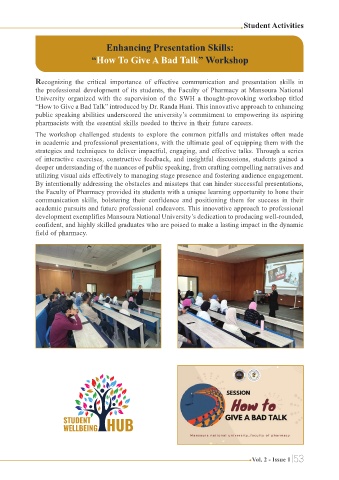 Student Activities
Enhancing Presentation Skills:
“How To Give A Bad Talk” Workshop
Recognizing the critical importance of effective communication and presentation skills in
the professional development of its students, the Faculty of Pharmacy at Mansoura National
University organized with the supervision of the SWH a thought-provoking workshop titled
“How to Give a Bad Talk” introduced by Dr. Randa Hani. This innovative approach to enhancing
public speaking abilities underscored the university’s commitment to empowering its aspiring
pharmacists with the essential skills needed to thrive in their future careers.
The workshop challenged students to explore the common pitfalls and mistakes often made
in academic and professional presentations, with the ultimate goal of equipping them with the
strategies and techniques to deliver impactful, engaging, and effective talks. Through a series
of interactive exercises, constructive feedback, and insightful discussions, students gained a
deeper understanding of the nuances of public speaking, from crafting compelling narratives and
utilizing visual aids effectively to managing stage presence and fostering audience engagement.
By intentionally addressing the obstacles and missteps that can hinder successful presentations,
the Faculty of Pharmacy provided its students with a unique learning opportunity to hone their
communication skills, bolstering their confidence and positioning them for success in their
academic pursuits and future professional endeavors. This innovative approach to professional
development exemplifies Mansoura National University’s dedication to producing well-rounded,
confident, and highly skilled graduates who are poised to make a lasting impact in the dynamic
field of pharmacy.
STUDENT
WELLBEING HUB
SESSION
How to
GIVE A BAD TALK
Mansoura national university, faculty of pharmacy
Vol. 2 - Issue 1 53